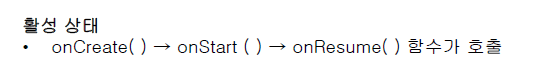 활성 상태
• onCreate( ) → onStart ( ) → onResume( ) 함수가 호출